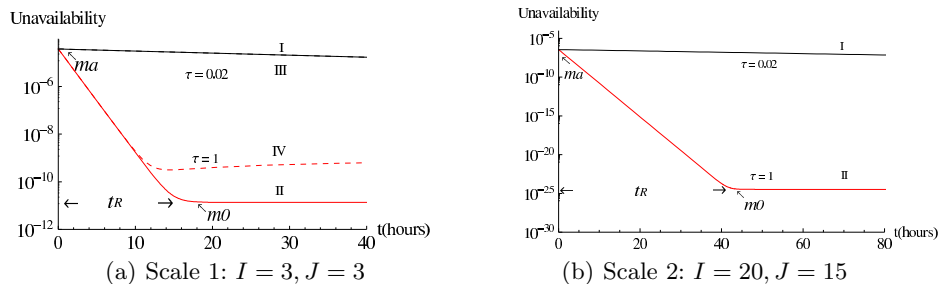 Unavailability
I
ma
τ = 0.02
III
10⁻⁶
10⁻⁸
τ = 1
IV
10⁻¹⁰
II
tR
m0
10⁻¹²
t(hours)
0 10 20 30 40
(a) Scale 1: I = 3, J = 3
Unavailability
10⁻⁵
I
ma
τ = 0.02
10⁻¹⁰
10⁻¹⁵
10⁻²⁰
τ = 1
II
10⁻²⁵
tR
m0
10⁻³⁰
t(hours)
0 20 40 60 80
(b) Scale 2: I = 20, J = 15